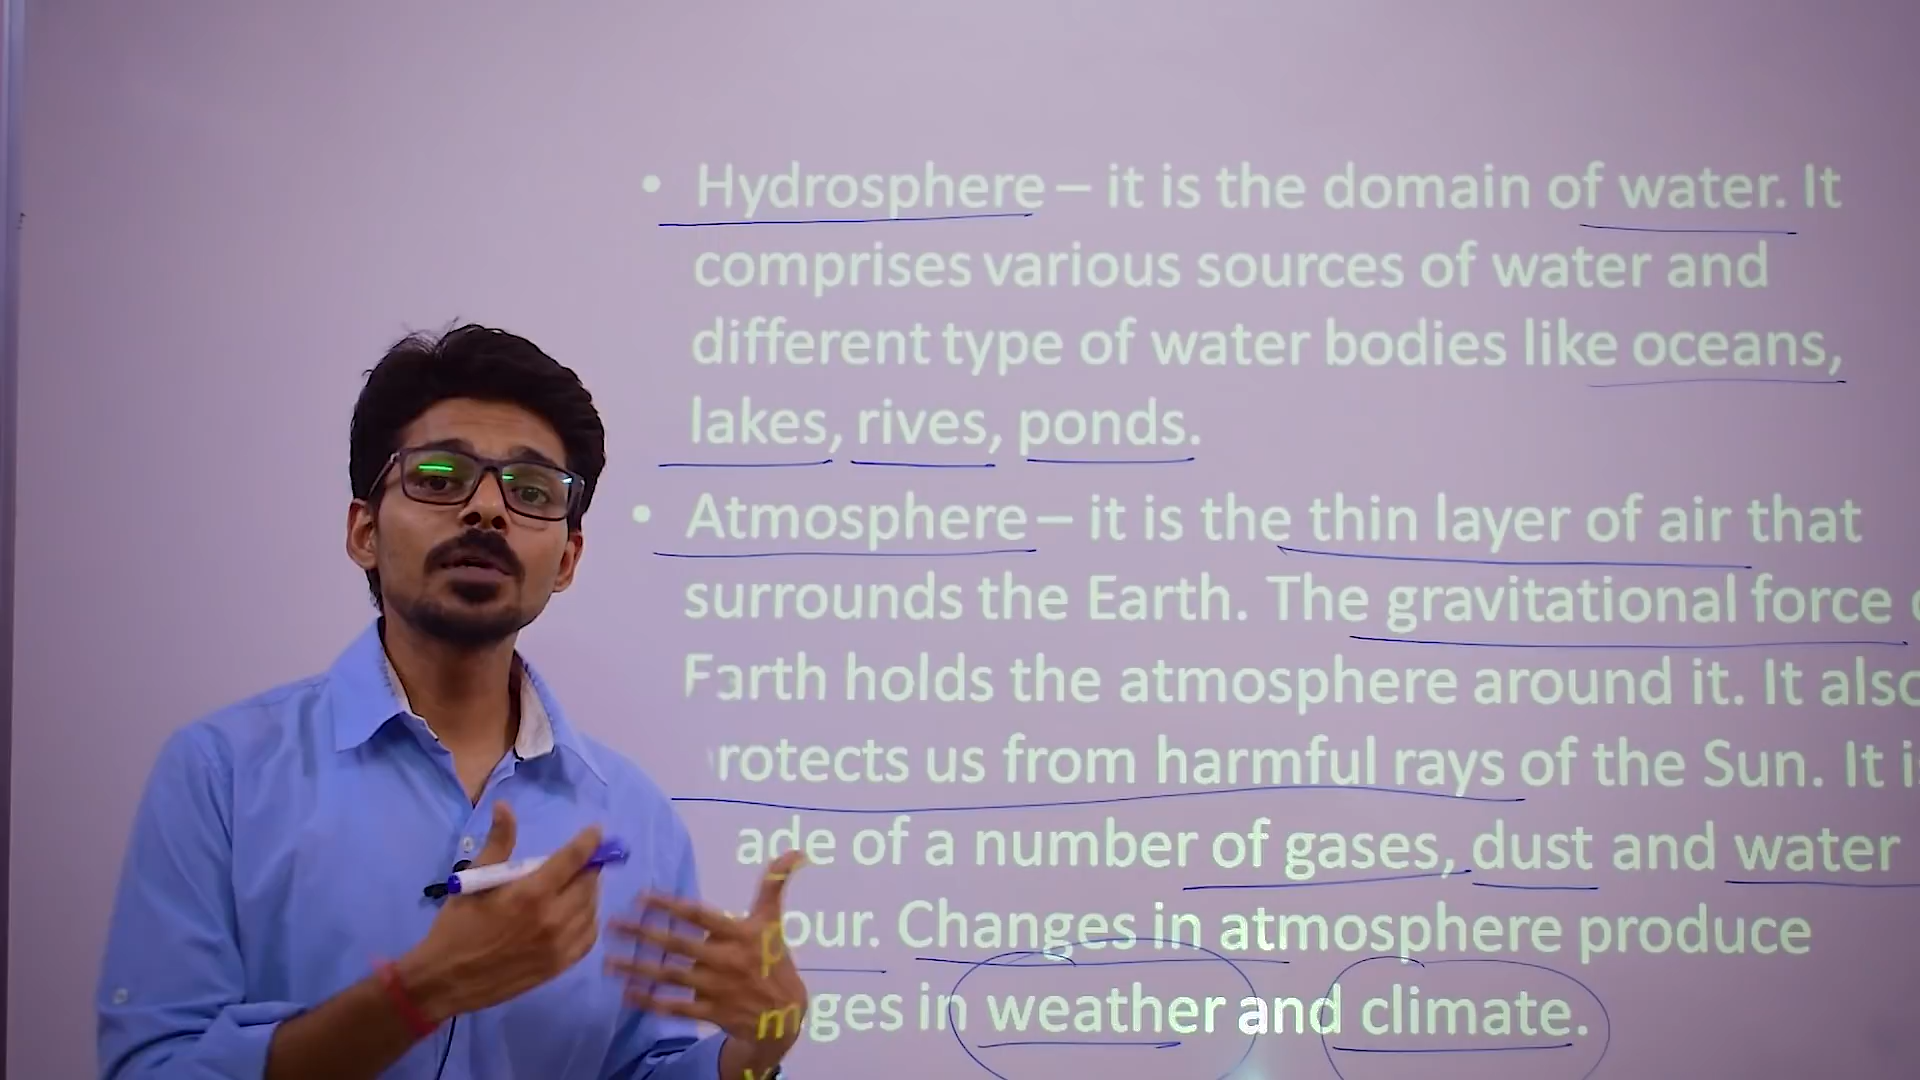 • Hydrosphere – it is the domain of water. It
comprises various sources of water and
different type of water bodies like oceans,
lakes, rives, ponds.
• Atmosphere – it is the thin layer of air that
surrounds the Earth. The gravitational force
Earth holds the atmosphere around it. It also
rotects us from harmful rays of the Sun. It i
ade of a number of gases, dust and water
our. Changes in atmosphere produce
nges in weather and climate.